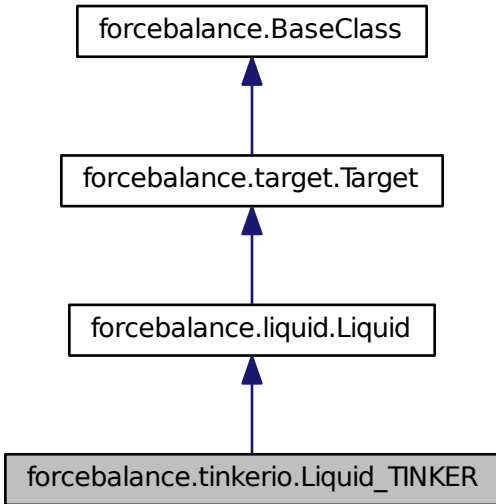 forcebalance.BaseClass
forcebalance.target.Target
forcebalance.liquid.Liquid
forcebalance.tinkerio.Liquid_TINKER